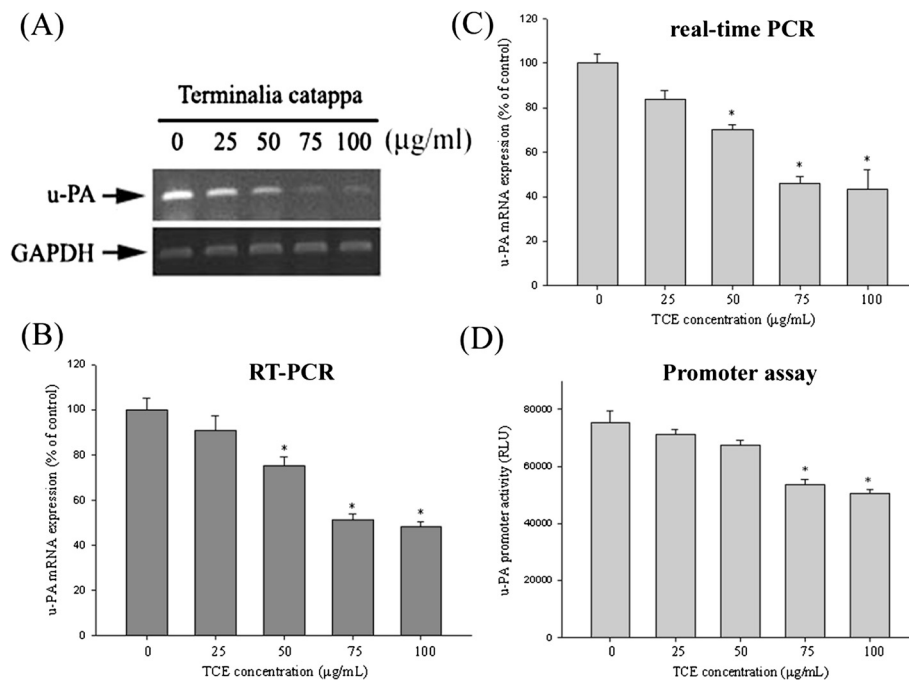 (A)
Terminalia catappa
0 25 50 75 100 (μg/ml)
u-PA
GAPDH
(B)
RT-PCR
u-PA mRNA expression (% of control)
120
100
80
60
40
20
0
*
*
*
0 25 50 75 100
TCE concentration (μg/mL)
(C)
real-time PCR
u-PA mRNA expression (% of control)
120
100
80
60
40
20
0
*
*
*
0 25 50 75 100
TCE concentration (μg/mL)
(D)
Promoter assay
u-PA promoter activity (RLU)
80000
60000
40000
20000
0
*
*
0 25 50 75 100
TCE concentration (μg/mL)